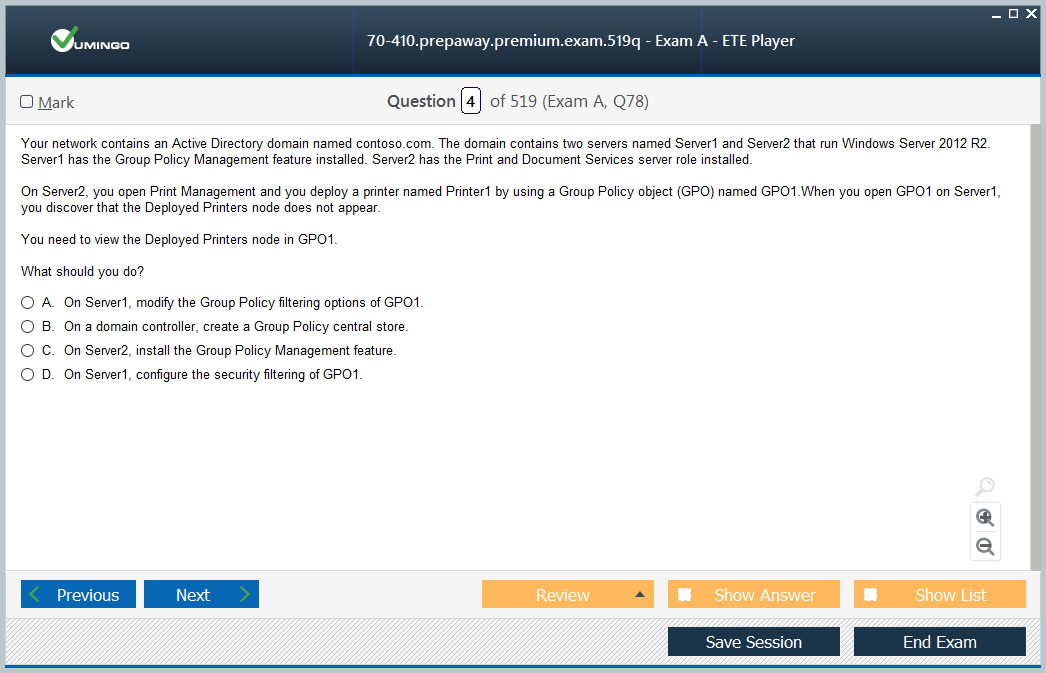 VUMINGO
70-410.prepaway.premium.exam.519q - Exam A - ETE Player
Mark
Question 4 of 519 (Exam A, Q78)
Your network contains an Active Directory domain named contoso.com. The domain contains two servers named Server1 and Server2 that run Windows Server 2012 R2.
Server1 has the Group Policy Management feature installed. Server2 has the Print and Document Services server role installed.
On Server2, you open Print Management and you deploy a printer named Printer1 by using a Group Policy object (GPO) named GPO1.When you open GPO1 on Server1,
you discover that the Deployed Printers node does not appear.
You need to view the Deployed Printers node in GPO1.
What should you do?
A. On Server1, modify the Group Policy filtering options of GPO1.
B. On a domain controller, create a Group Policy central store.
C. On Server2, install the Group Policy Management feature.
D. On Server1, configure the security filtering of GPO1.
Previous Next Review Show Answer Show List
Save Session End Exam